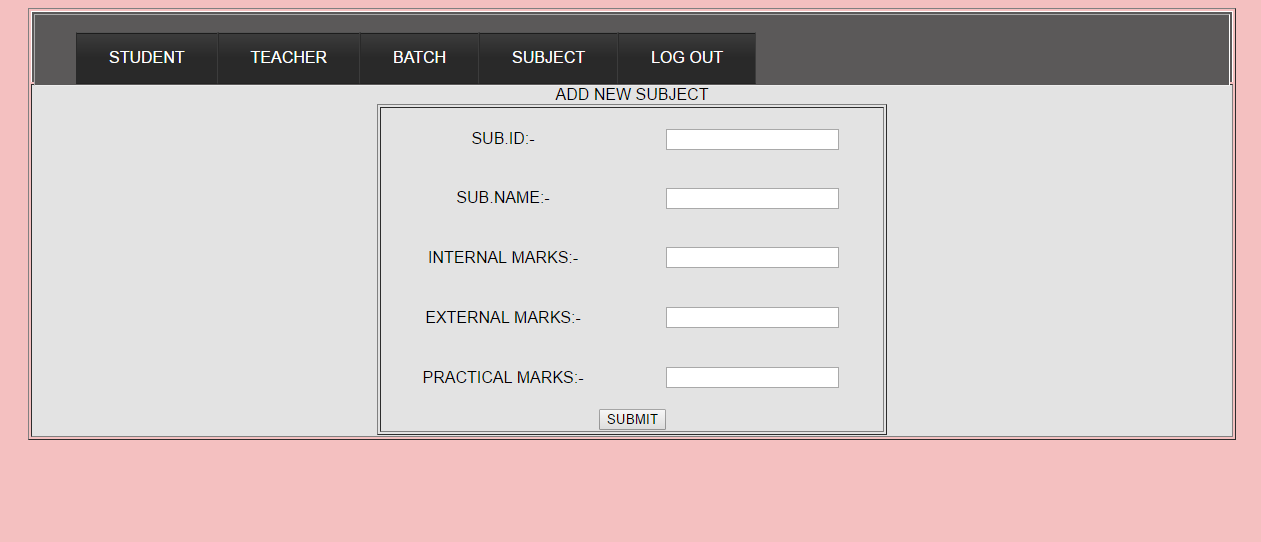 STUDENT TEACHER BATCH SUBJECT LOG OUT
ADD NEW SUBJECT
SUB.ID:-
SUB.NAME:-
INTERNAL MARKS:-
EXTERNAL MARKS:-
PRACTICAL MARKS:-
SUBMIT